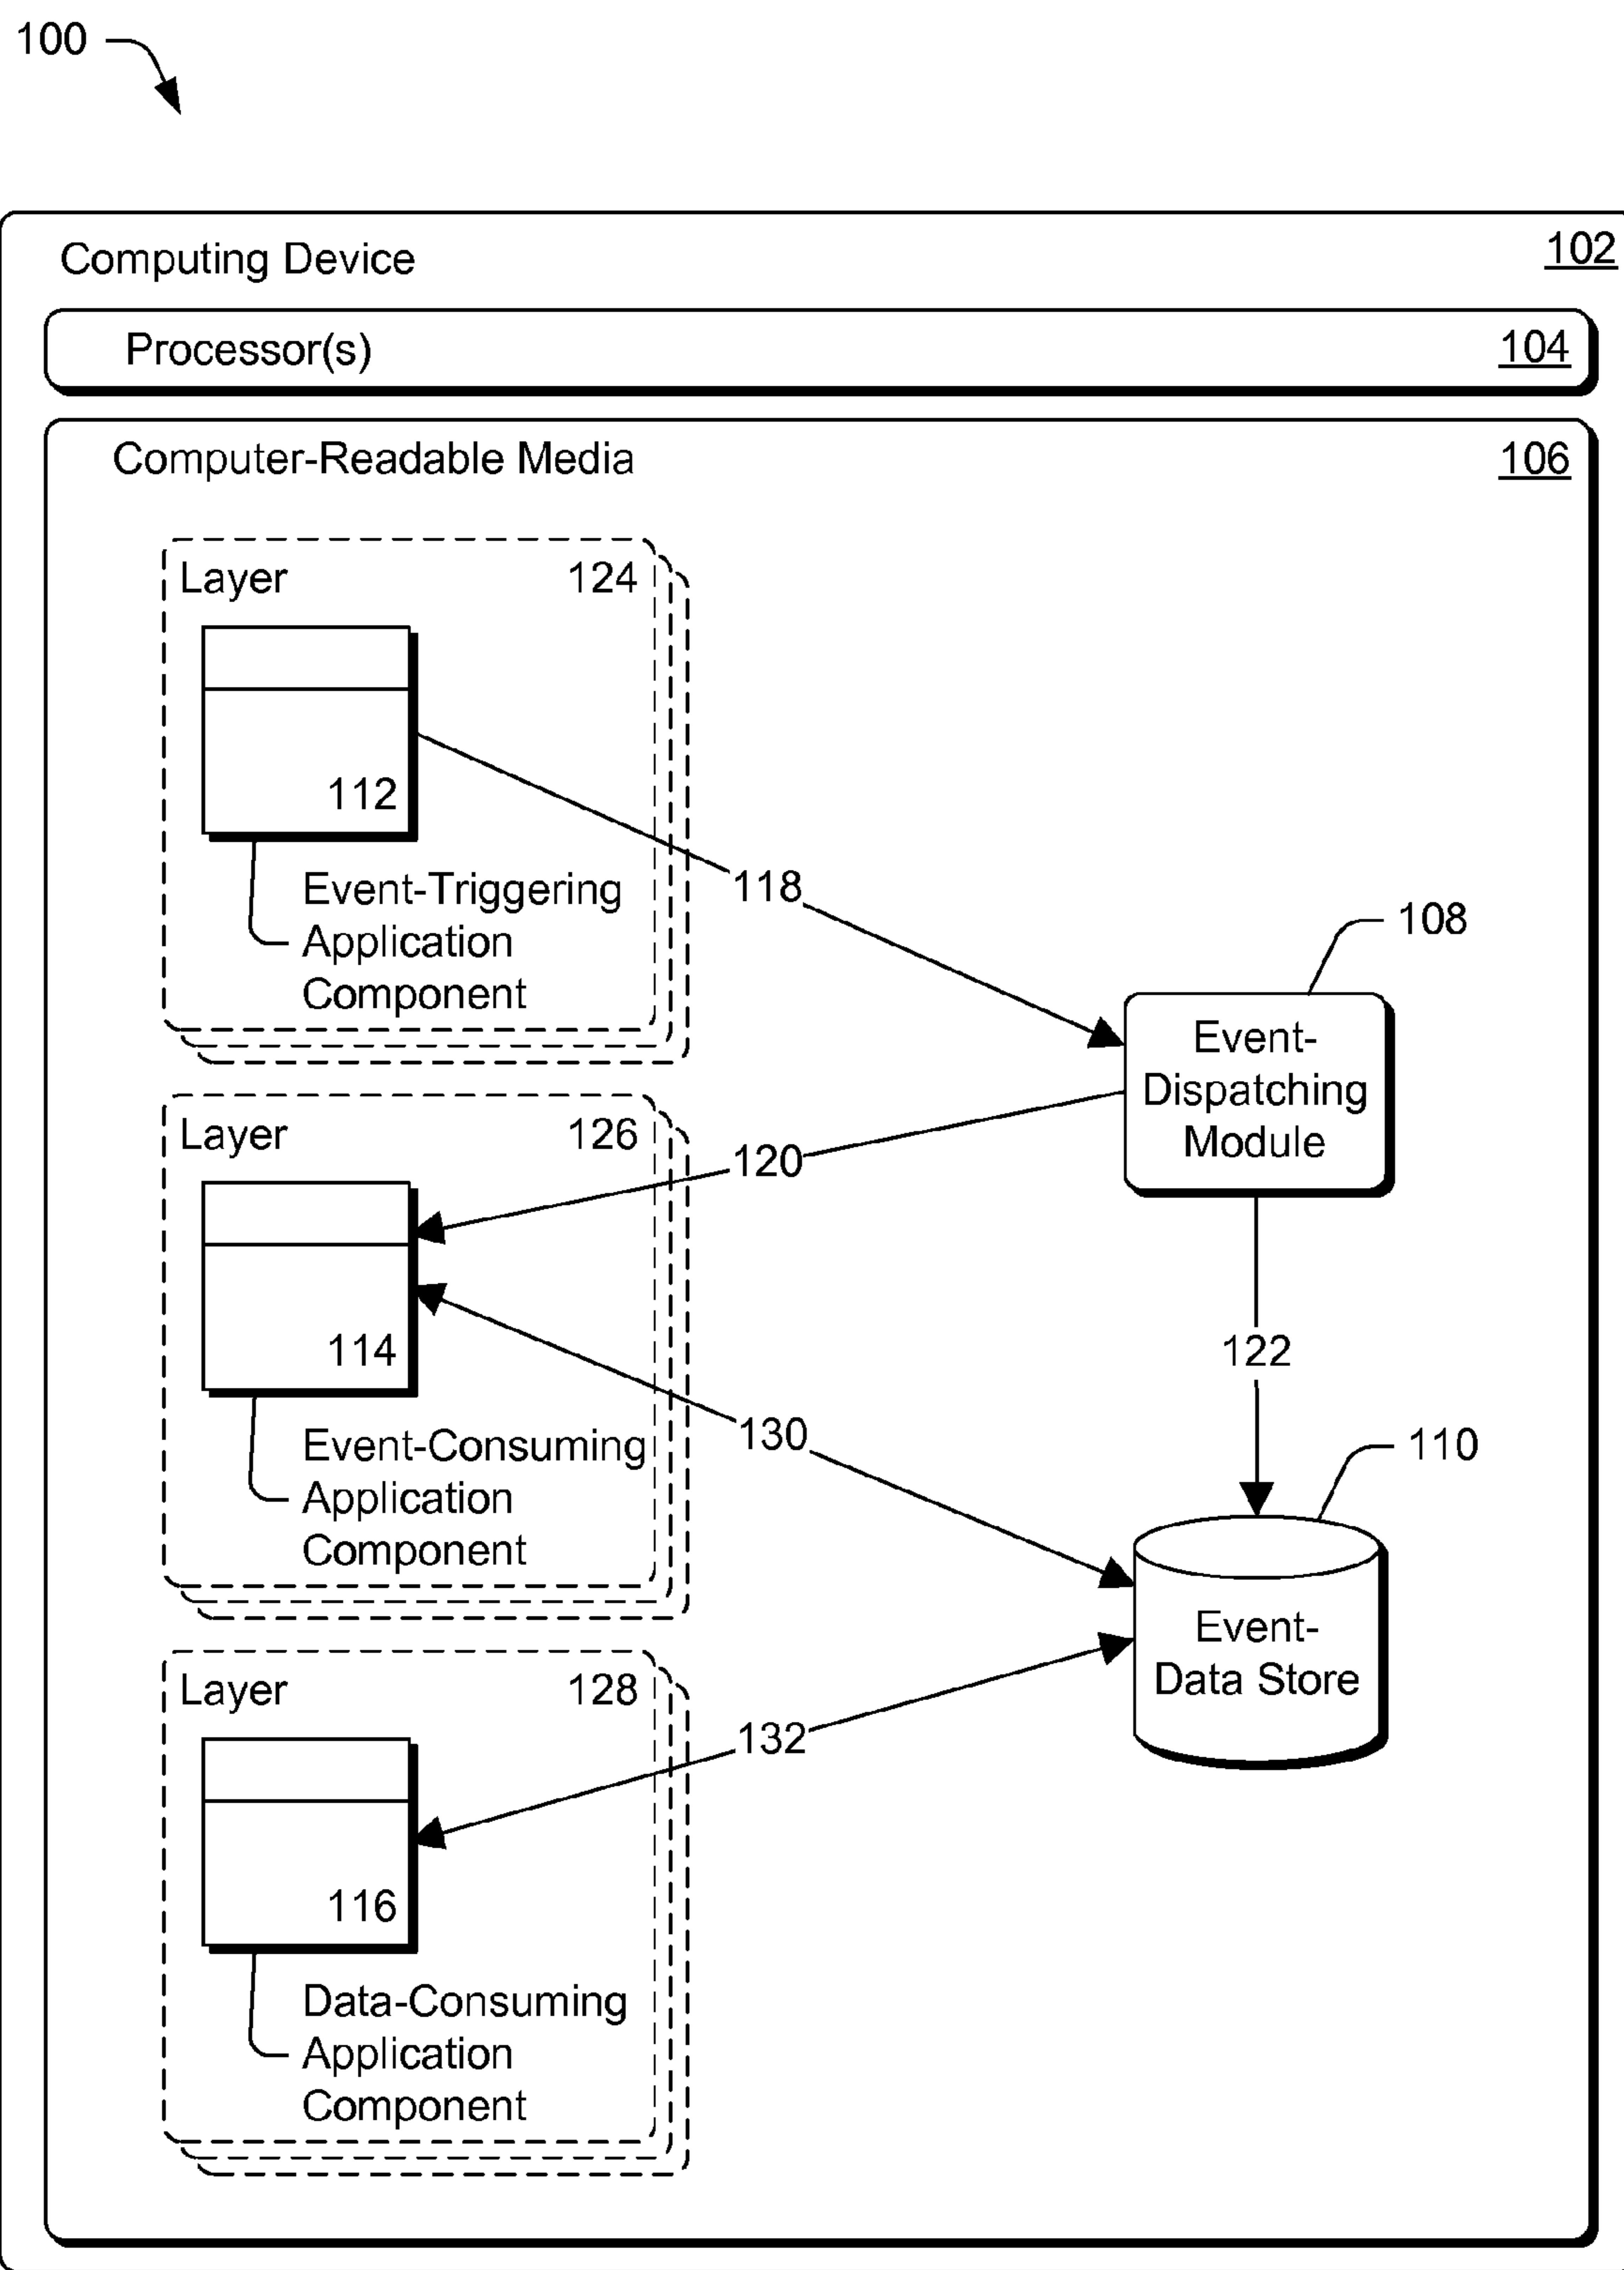 100
Computing Device 102
Processor(s) 104
Computer-Readable Media 106
Layer 124
112
Event-Triggering
Application
Component
118
108
Event-
Dispatching
Module
Layer 126
120
114
122
Event-Consuming
Application
Component
130
110
Event-
Data Store
Layer 128
132
116
Data-Consuming
Application
Component